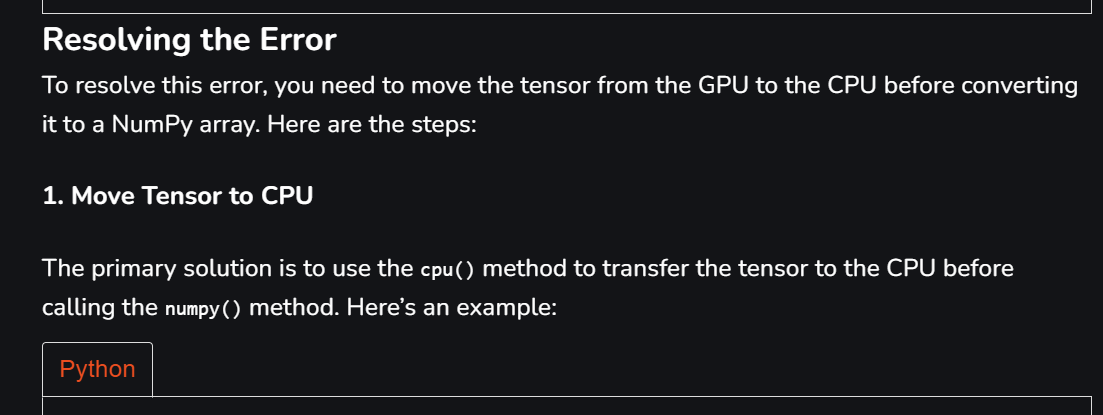 Resolving the Error
To resolve this error, you need to move the tensor from the GPU to the CPU before converting
it to a NumPy array. Here are the steps:
1. Move Tensor to CPU
The primary solution is to use the cpu() method to transfer the tensor to the CPU before
calling the numpy() method. Here’s an example:
Python